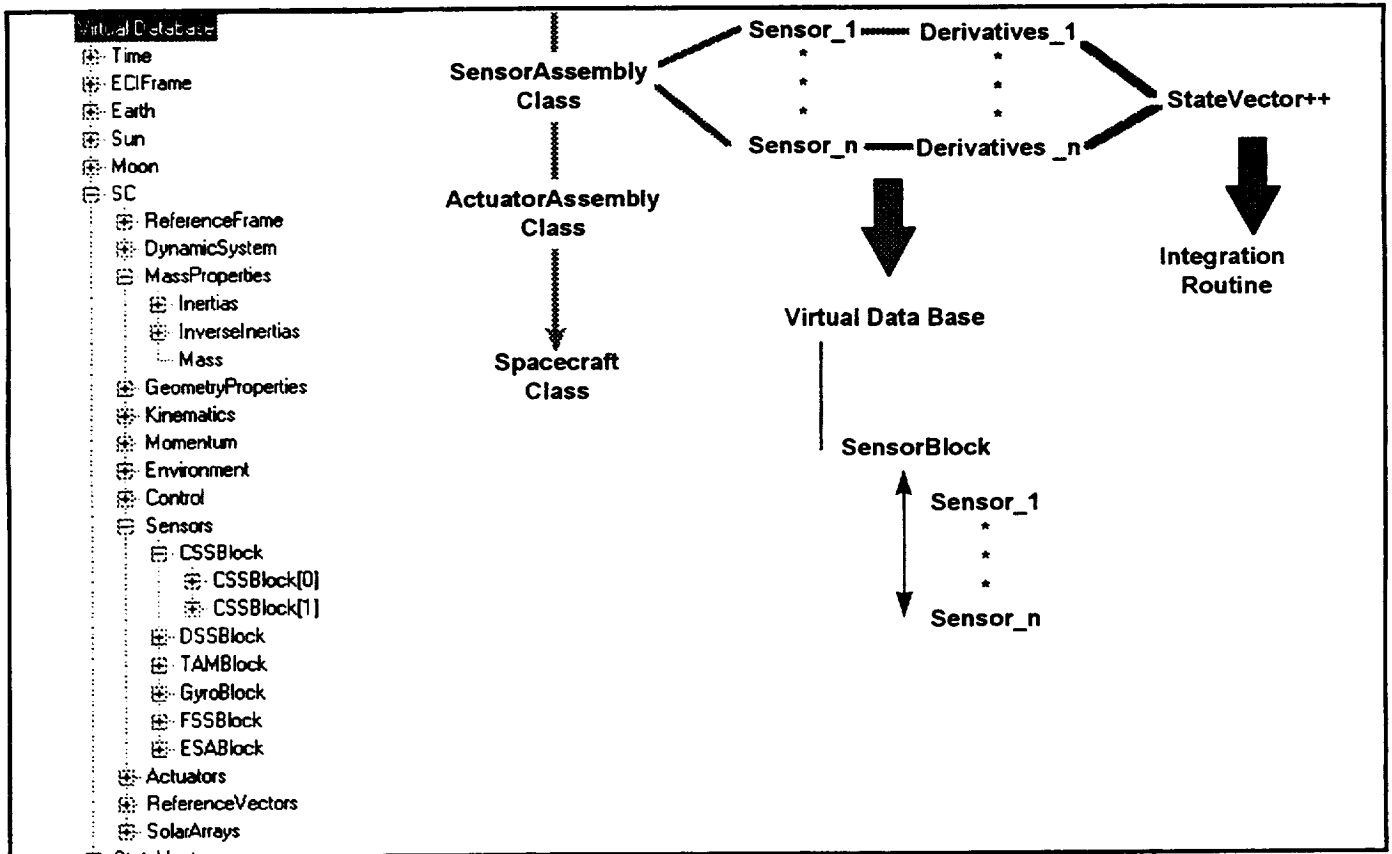 Virtual Database
Time
ECIFrame
Earth
Sun
Moon
SC
ReferenceFrame
DynamicSystem
MassProperties
Inertias
InverseInertias
Mass
GeometryProperties
Kinematics
Momentum
Environment
Control
Sensors
CSSBlock
CSSBlock[0]
CSSBlock[1]
DSSBlock
TAMBlock
GyroBlock
FSSBlock
ESABlock
Actuators
ReferenceVectors
SolarArrays
SensorAssembly
Class
ActuatorAssembly
Class
Spacecraft
Class
Sensor_1 Derivatives_1
* *
* *
* *
Sensor_n Derivatives _n
StateVector++
Integration
Routine
Virtual Data Base
SensorBlock
Sensor_1
*
*
*
Sensor_n